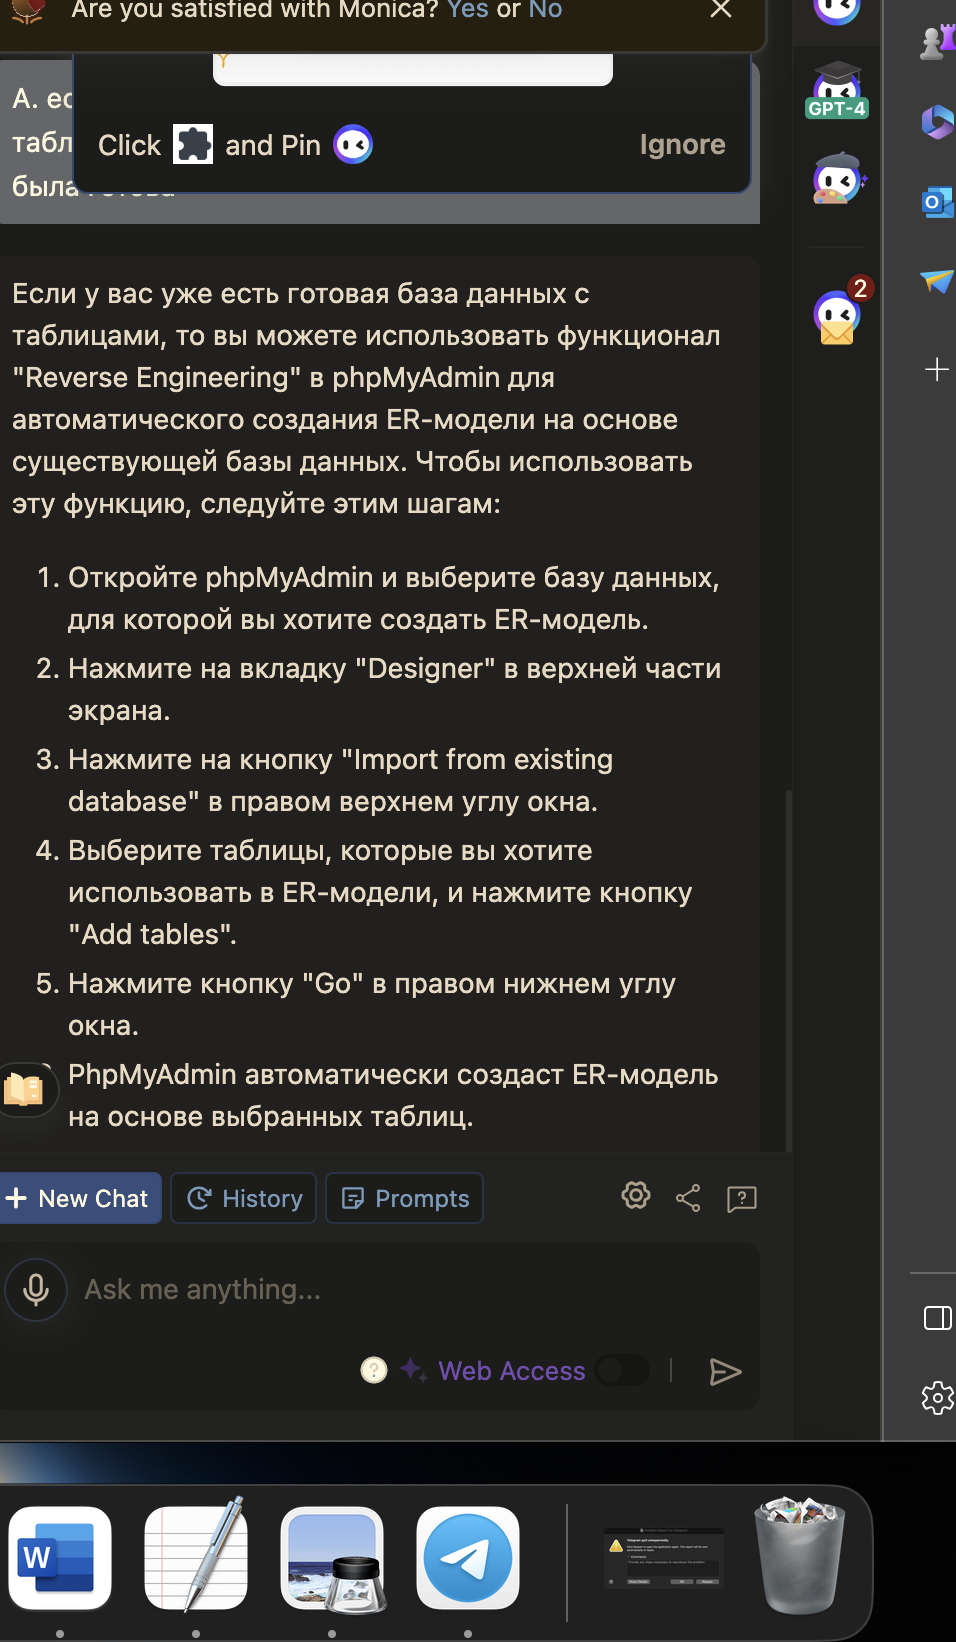 Are you satisfied with Monica? Yes or No
А. ес
Click and Pin
Ignore
табл
была готова
GPT-4
2
Если у вас уже есть готовая база данных с
таблицами, то вы можете использовать функционал
"Reverse Engineering" в phpMyAdmin для
автоматического создания ER-модели на основе
существующей базы данных. Чтобы использовать
эту функцию, следуйте этим шагам:
1. Откройте phpMyAdmin и выберите базу данных,
для которой вы хотите создать ER-модель.
2. Нажмите на вкладку "Designer" в верхней части
экрана.
3. Нажмите на кнопку "Import from existing
database" в правом верхнем углу окна.
4. Выберите таблицы, которые вы хотите
использовать в ER-модели, и нажмите кнопку
"Add tables".
5. Нажмите кнопку "Go" в правом нижнем углу
окна.
PhpMyAdmin автоматически создаст ER-модель
на основе выбранных таблиц.
+ New Chat
History
Prompts
Ask me anything...
Web Access
W